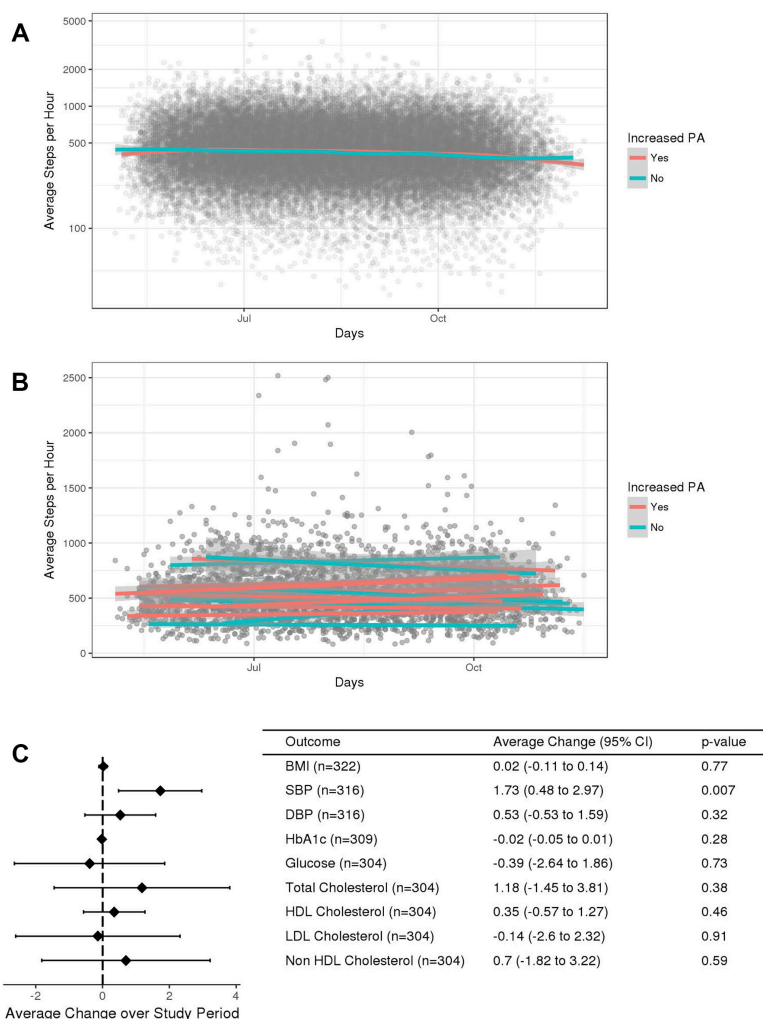 A
5000
2000
1000
500
100
Average Steps per Hour
Jul Oct
Days
Increased PA
Yes
No
B
2500
2000
1500
1000
500
0
Average Steps per Hour
Jul Oct
Days
Increased PA
Yes
No
C
Outcome Average Change (95% CI) p-value
BMI (n=322) 0.02 (-0.11 to 0.14) 0.77
SBP (n=316) 1.73 (0.48 to 2.97) 0.007
DBP (n=316) 0.53 (-0.53 to 1.59) 0.32
HbA1c (n=309) -0.02 (-0.05 to 0.01) 0.28
Glucose (n=304) -0.39 (-2.64 to 1.86) 0.73
Total Cholesterol (n=304) 1.18 (-1.45 to 3.81) 0.38
HDL Cholesterol (n=304) 0.35 (-0.57 to 1.27) 0.46
LDL Cholesterol (n=304) -0.14 (-2.6 to 2.32) 0.91
Non HDL Cholesterol (n=304) 0.7 (-1.82 to 3.22) 0.59
-2 0 2 4
Average Change over Study Period